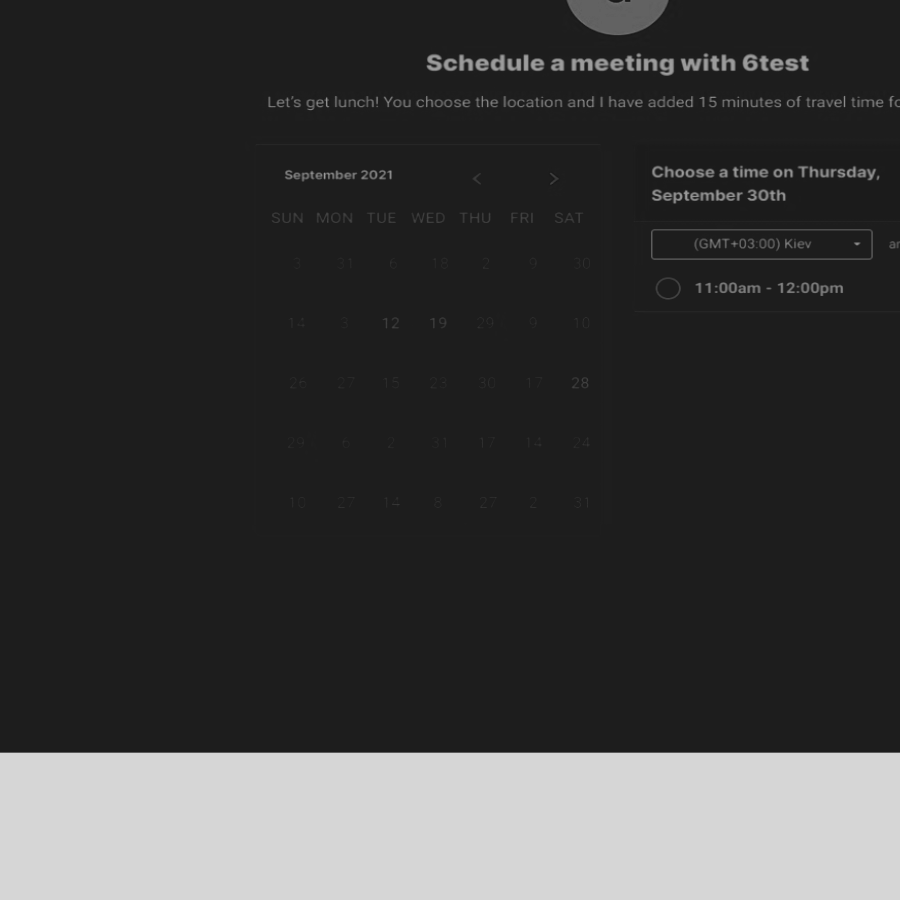 Schedule a meeting with 6test
Let's get lunch! You choose the location and I have added 15 minutes of travel time
September 2021 < >
SUN MON TUE WED THU FRI SAT
3 31 6 18 2 9 30
14 3 12 19 29 9 10
26 27 15 23 30 17 28
29 6 2 31 17 14 24
10 27 14 8 27 2 31
Choose a time on Thursday,
September 30th
(GMT+03:00) Kiev
11:00am - 12:00pm